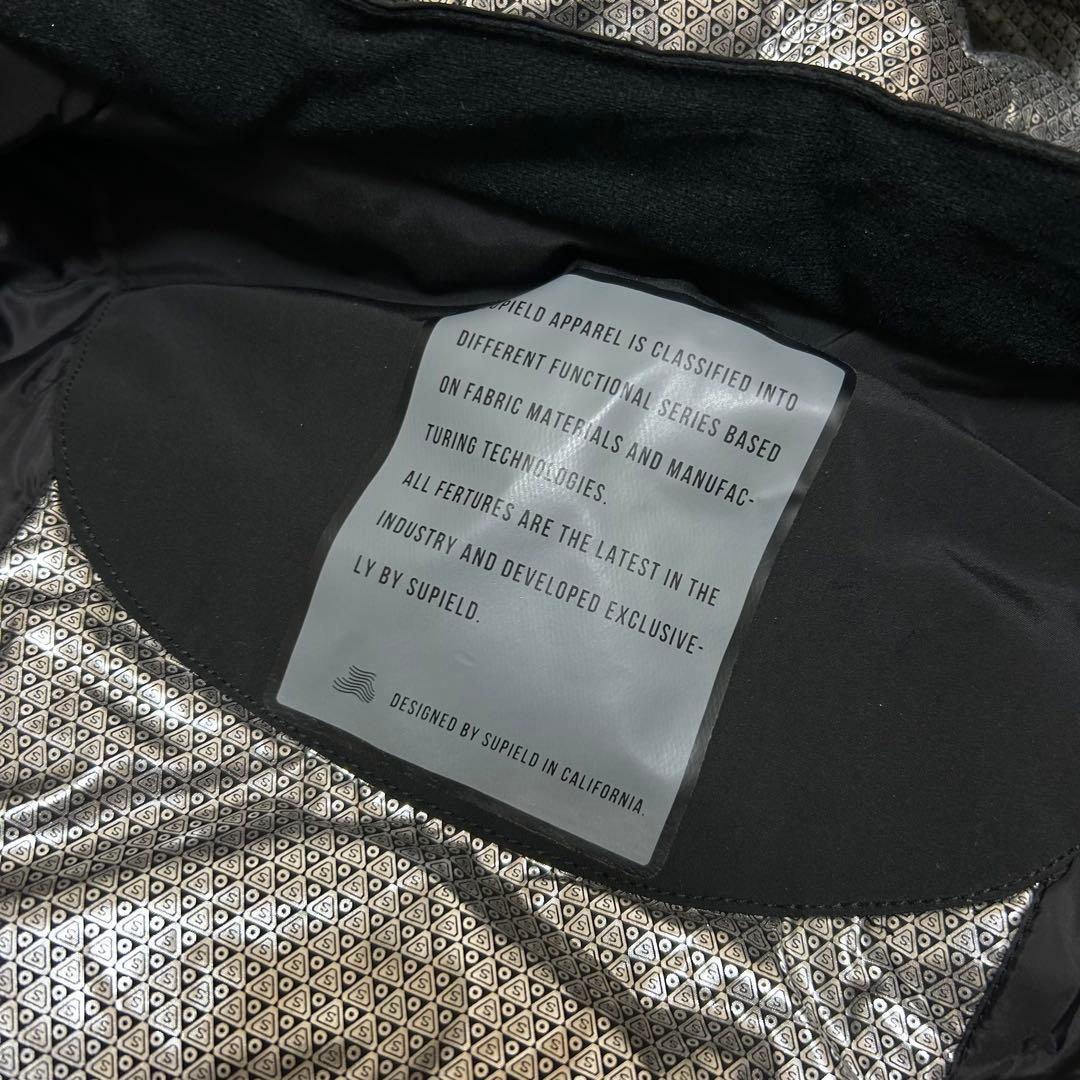 SUPIELD APPAREL IS CLASSIFIED INTO
DIFFERENT FUNCTIONAL SERIES BASED
ON FABRIC MATERIALS AND MANUFAC-
TURING TECHNOLOGIES.
ALL FERTURES ARE THE LATEST IN THE
INDUSTRY AND DEVELOPED EXCLUSIVE-
LY BY SUPIELD.
DESIGNED BY SUPIELD IN CALIFORNIA.